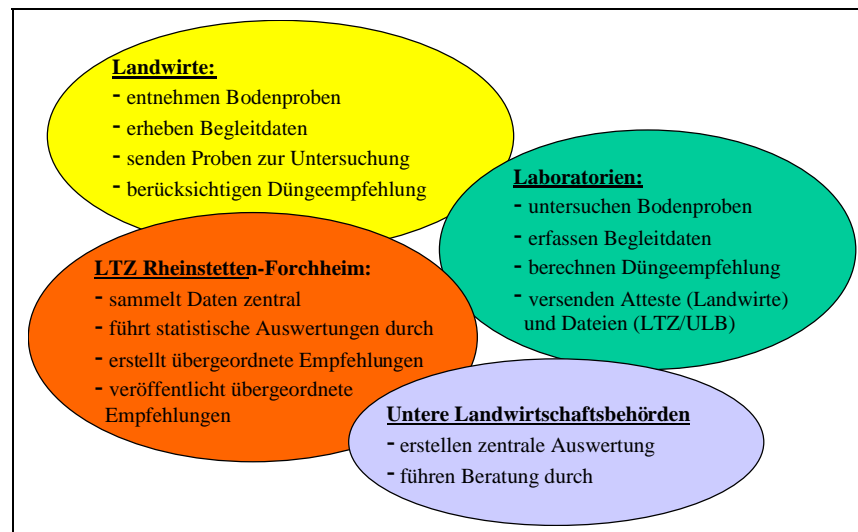 Landwirte:
- entnehmen Bodenproben
- erheben Begleitdaten
- senden Proben zur Untersuchung
- berücksichtigen Düngeempfehlung
Laboratorien:
- untersuchen Bodenproben
- erfassen Begleitdaten
- berechnen Düngeempfehlung
- versenden Atteste (Landwirte)
und Dateien (LTZ/ULB)
LTZ Rheinstetten-Forchheim:
- sammelt Daten zentral
- führt statistische Auswertungen durch
- erstellt übergeordnete Empfehlungen
- veröffentlicht übergeordnete
Empfehlungen
Untere Landwirtschaftsbehörden
- erstellen zentrale Auswertung
- führen Beratung durch